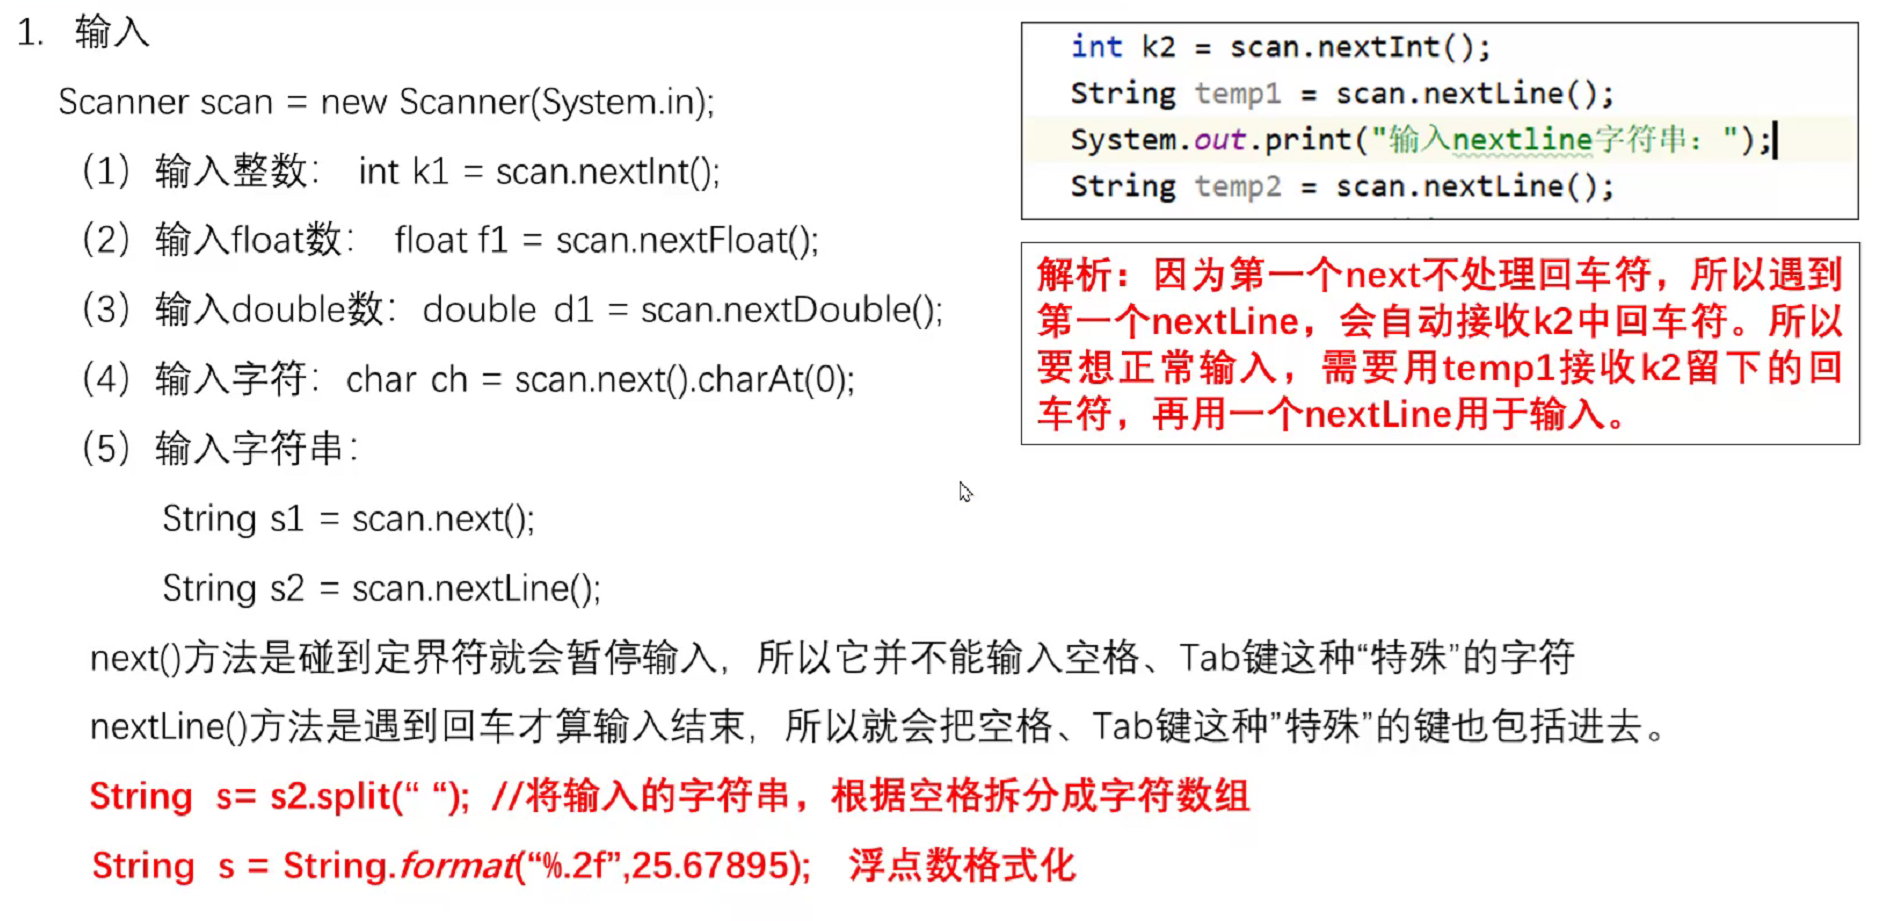 1. 输入
Scanner scan = new Scanner(System.in);
(1) 输入整数： int k1 = scan.nextInt();
(2) 输入float数： float f1 = scan.nextFloat();
(3) 输入double数：double d1 = scan.nextDouble();
(4) 输入字符：char ch = scan.next().charAt(0);
(5) 输入字符串：
String s1 = scan.next();
String s2 = scan.nextLine();
next()方法是碰到定界符就会暂停输入，所以它并不能输入空格、Tab键这种“特殊”的字符
nextLine()方法是遇到回车才算输入结束，所以就会把空格、Tab键这种”特殊”的键也包括进去。
String s= s2.split(“ “); //将输入的字符串，根据空格拆分成字符数组
String s = String.format(“%.2f”,25.67895); 浮点数格式化
int k2 = scan.nextInt();
String temp1 = scan.nextLine();
System.out.print("输入nextline字符串：");
String temp2 = scan.nextLine();
解析：因为第一个next不处理回车符，所以遇到
第一个nextLine，会自动接收k2中回车符。所以
要想正常输入，需要用temp1接收k2留下的回
车符，再用一个nextLine用于输入。